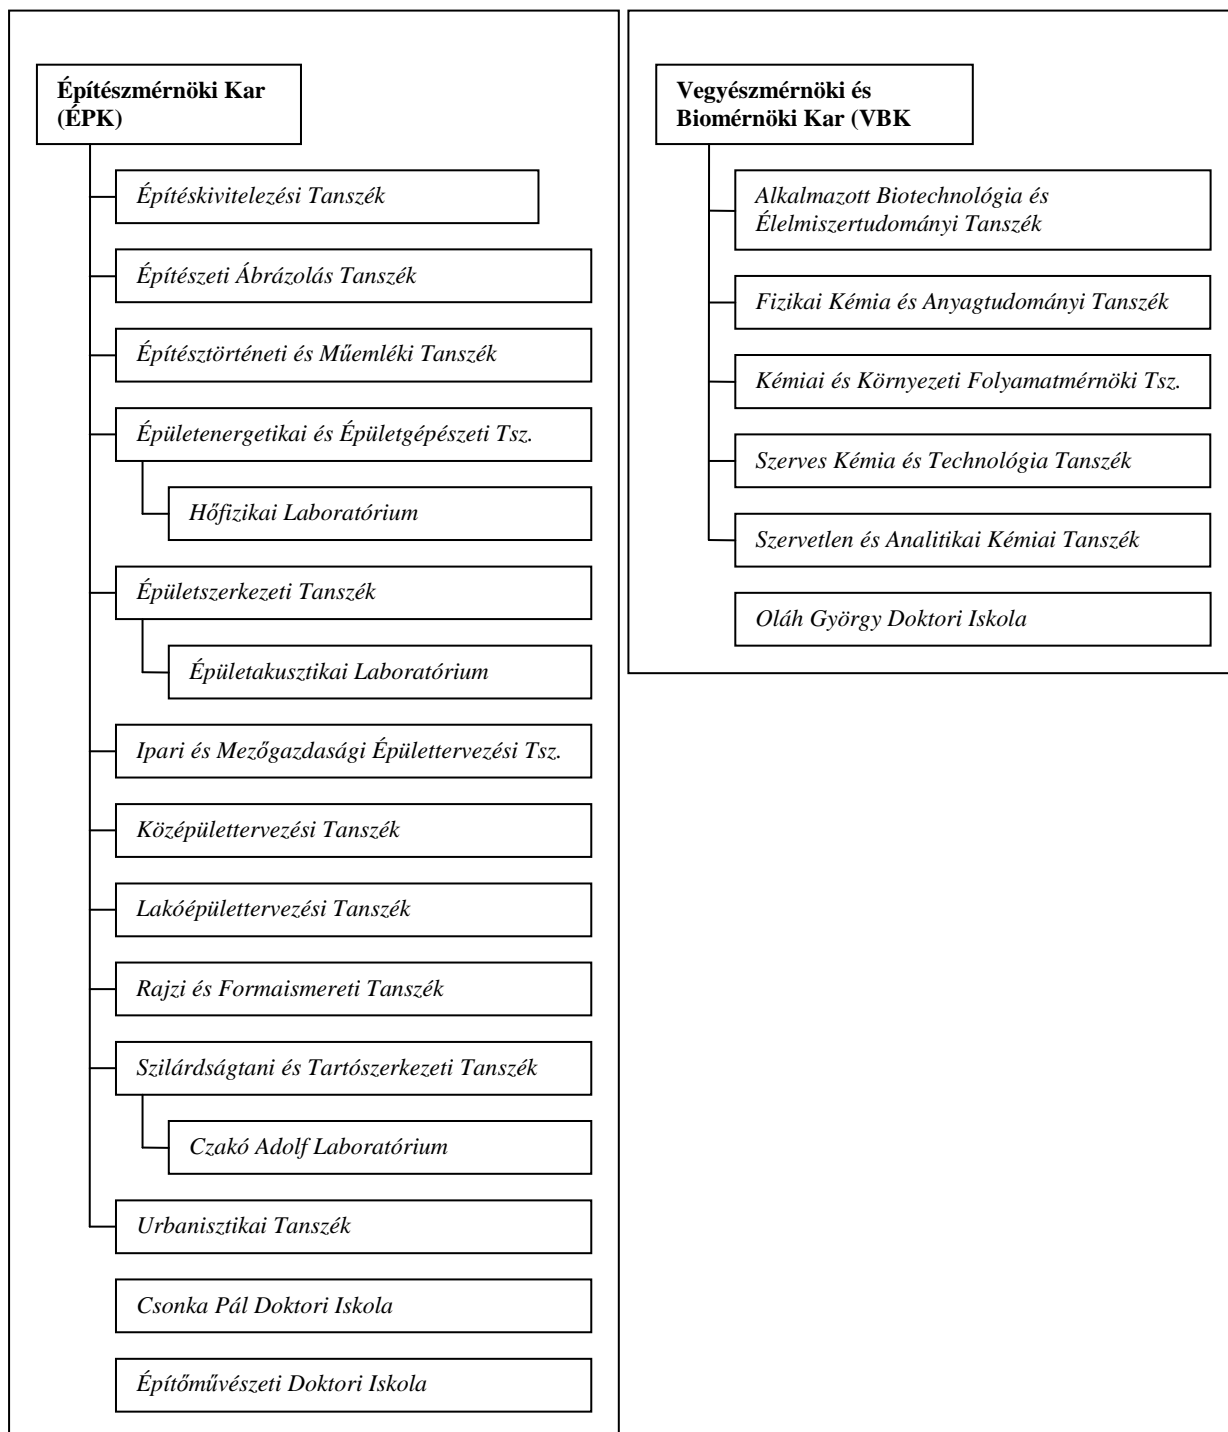 Építészmérnöki Kar
(ÉPK)
Építéskivitelezési Tanszék
Építészeti Ábrázolás Tanszék
Építésztörténeti és Műemléki Tanszék
Épületenergetikai és Épületgépészeti Tsz.
Hőfizikai Laboratórium
Épületszerkezeti Tanszék
Épületakusztikai Laboratórium
Ipari és Mezőgazdasági Épülettervezési Tsz.
Középülettervezési Tanszék
Lakóépülettervezési Tanszék
Rajzi és Formaismereti Tanszék
Szilárdságtani és Tartószerkezeti Tanszék
Czakó Adolf Laboratórium
Urbanisztikai Tanszék
Csonka Pál Doktori Iskola
Építőművészeti Doktori Iskola
Vegyészmérnöki és
Biomérnöki Kar (VBK
Alkalmazott Biotechnológia és
Élelmiszertudományi Tanszék
Fizikai Kémia és Anyagtudományi Tanszék
Kémiai és Környezeti Folyamatmérnöki Tsz.
Szerves Kémia és Technológia Tanszék
Szervetlen és Analitikai Kémiai Tanszék
Oláh György Doktori Iskola